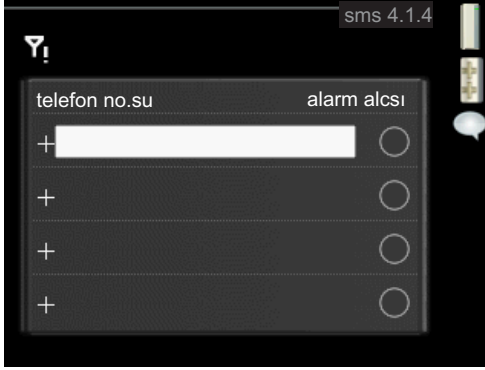 sms 4.1.4
telefon no.su alarm alcsı
+
+
+
+